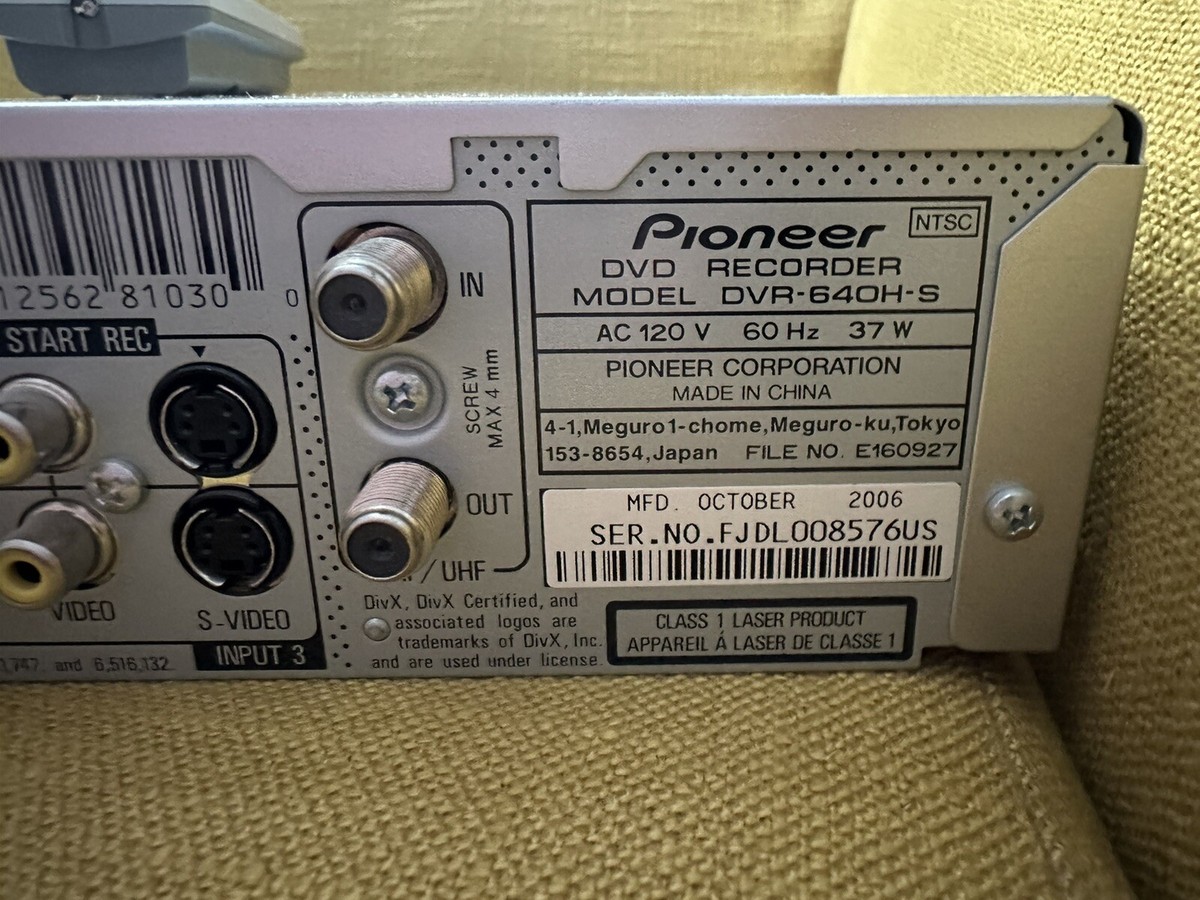 12562 81030 0
START REC
VIDEO
S-VIDEO
INPUT 3
and 6,516,132.
IN
SCREW
MAX 4 mm
OUT
/ UHF
DivX, DivX Certified, and
associated logos are
trademarks of DivX, Inc.
and are used under license.
Pioneer
NTSC
DVD RECORDER
MODEL DVR-640H-S
AC 120 V 60 Hz 37 W
PIONEER CORPORATION
MADE IN CHINA
4-1,Meguro 1-chome,Meguro-ku,Tokyo
153-8654,Japan FILE NO. E160927
MFD. OCTOBER 2006
SER.NO.FJDL008576US
CLASS 1 LASER PRODUCT
APPAREIL Á LASER DE CLASSE 1